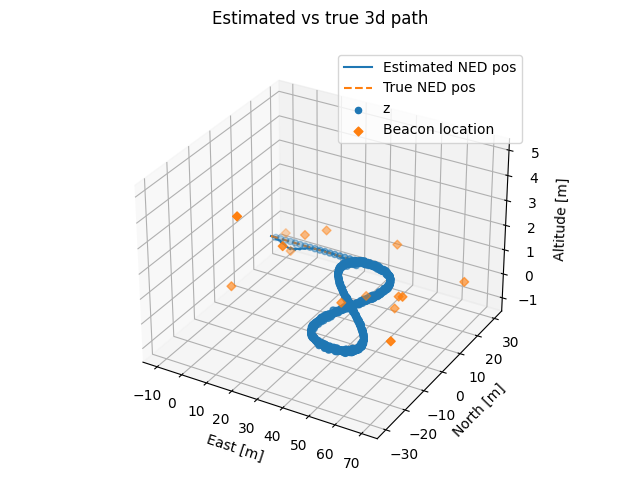 Estimated vs true 3d path
Estimated NED pos
True NED pos
z
Beacon location
5
4
3
2
1
0
−1
Altitude [m]
30
20
10
0
−10
−20
−30
North [m]
−10
0
10
20
30
40
50
60
70
East [m]